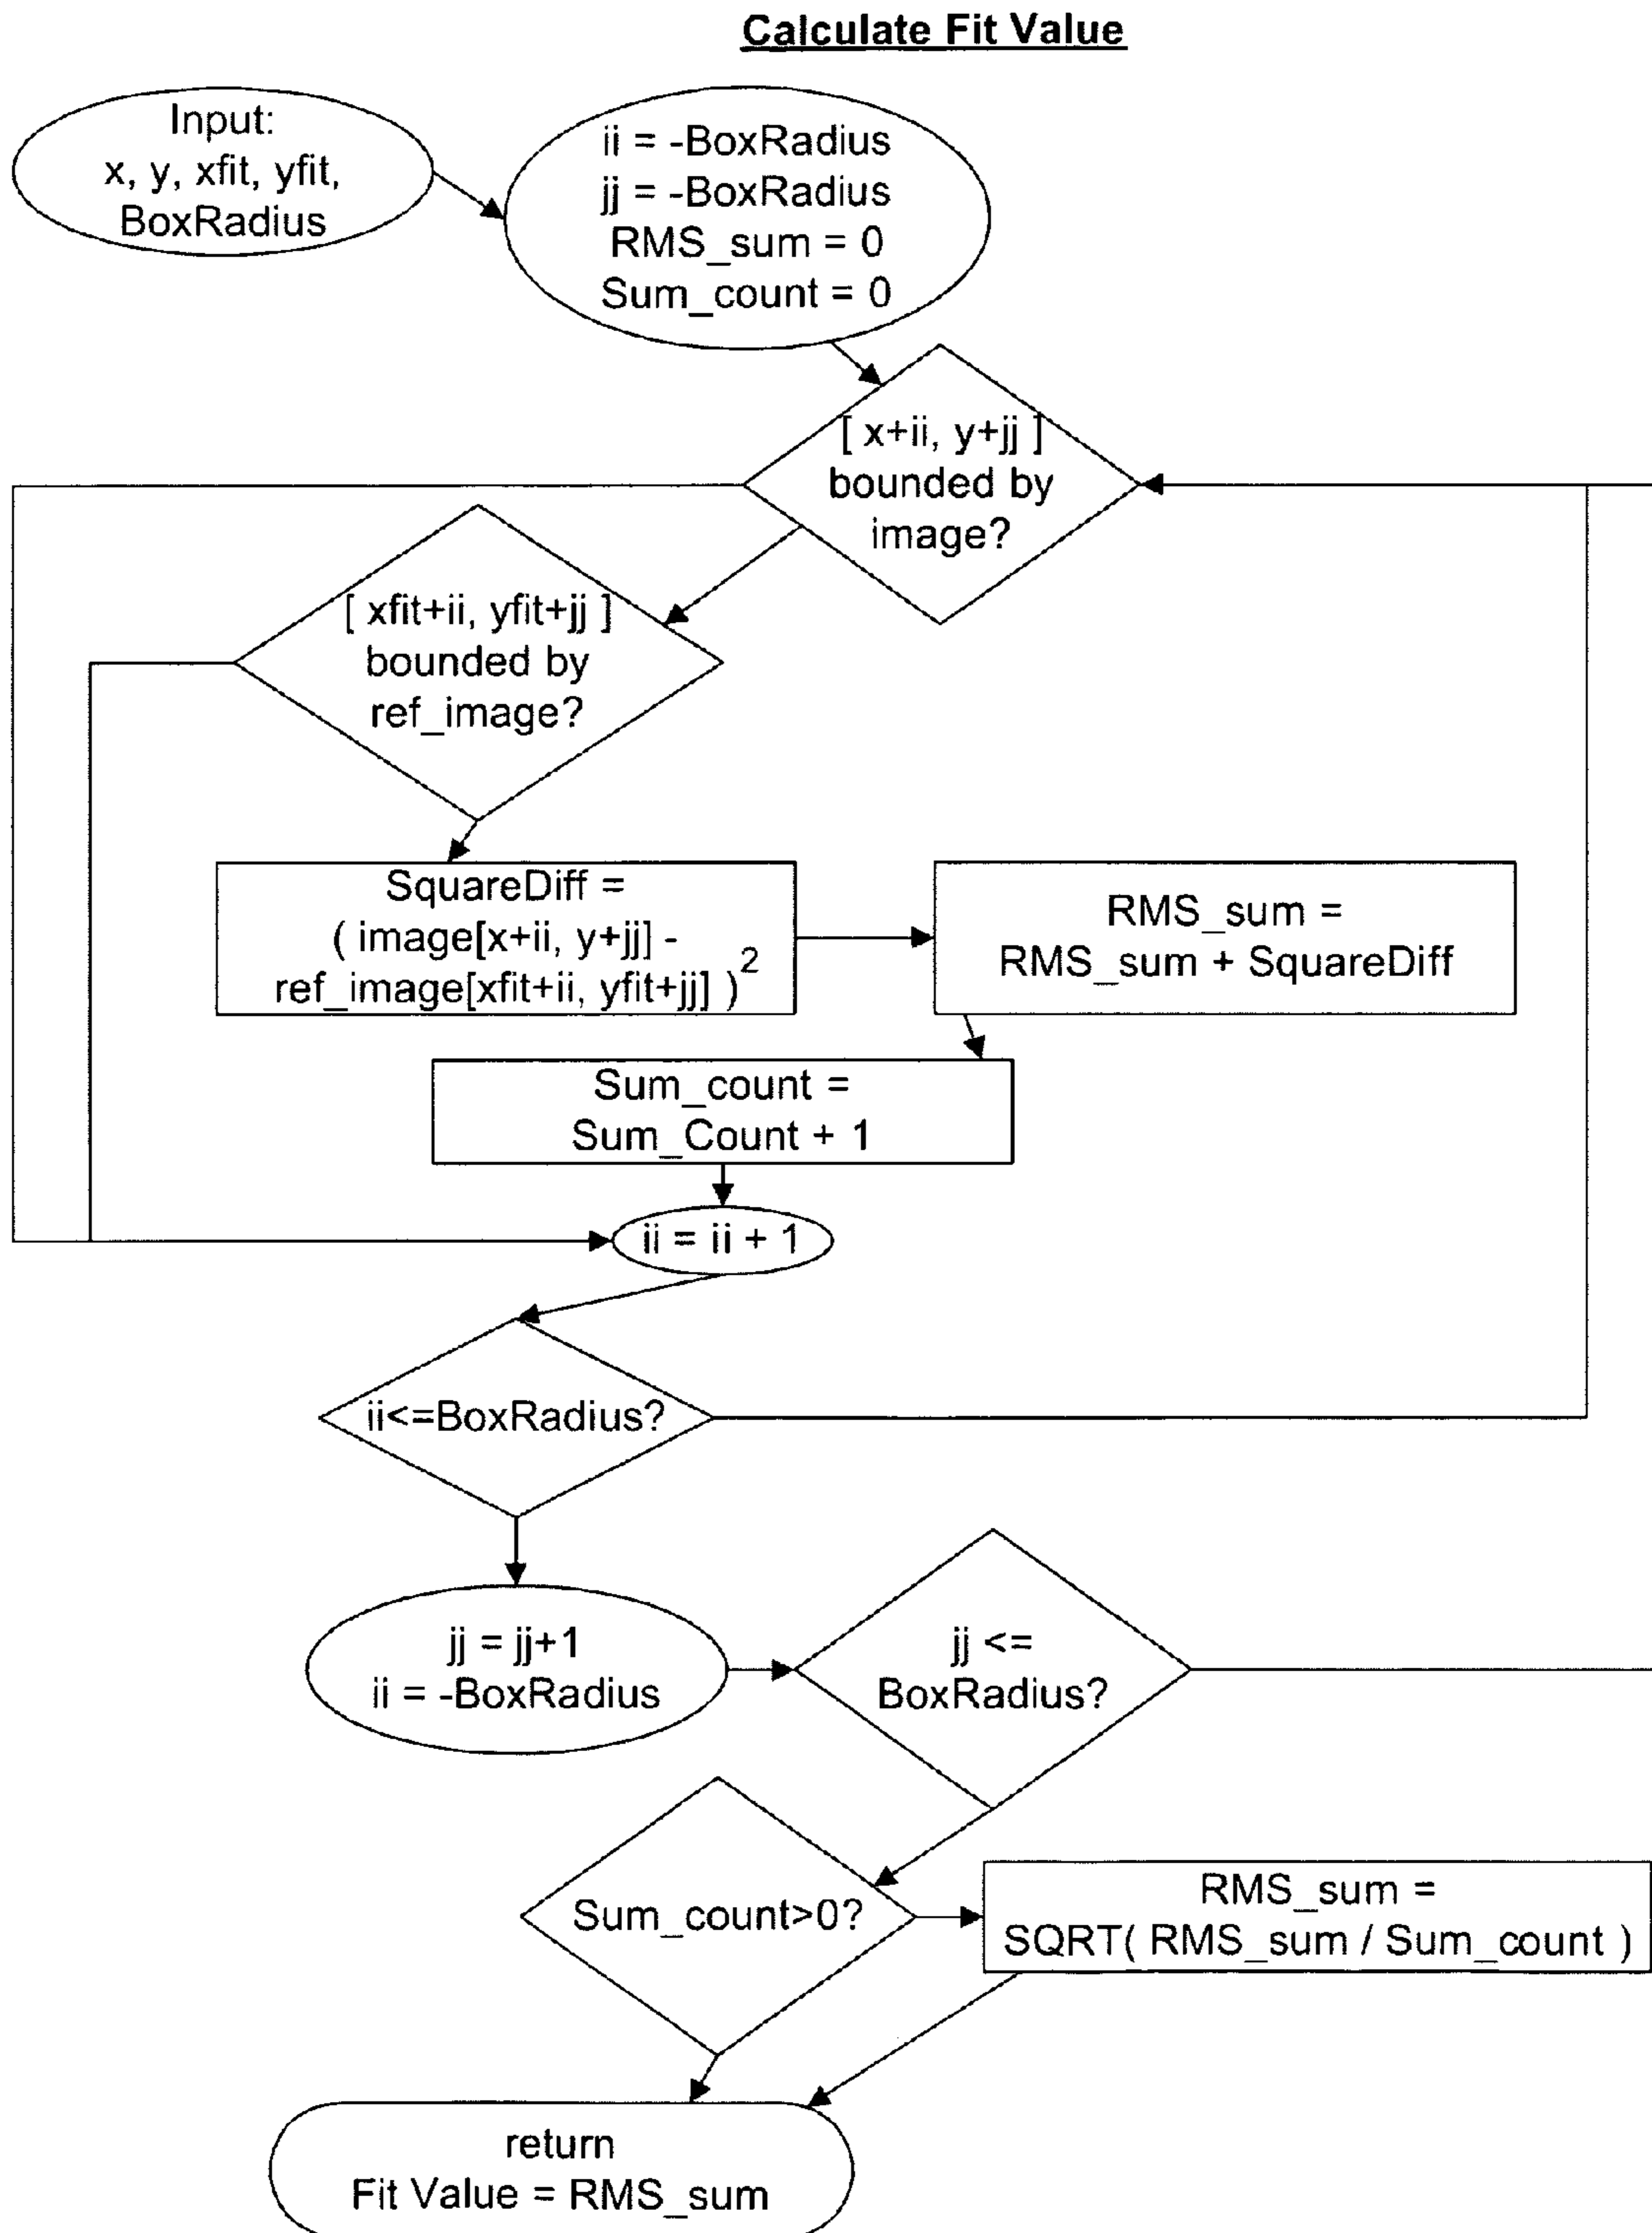 Calculate Fit Value
Input:
x, y, xfit, yfit,
BoxRadius
ii = -BoxRadius
jj = -BoxRadius
RMS_sum = 0
Sum_count = 0
[ x+ii, y+jj ]
bounded by
image?
[ xfit+ii, yfit+jj ]
bounded by
ref_image?
SquareDiff =
( image[x+ii, y+jj] -
ref_image[xfit+ii, yfit+jj] )2
RMS_sum =
RMS_sum + SquareDiff
Sum_count =
Sum_Count + 1
ii = ii + 1
ii<=BoxRadius?
jj = jj+1
ii = -BoxRadius
jj <=
BoxRadius?
Sum_count>0?
RMS_sum =
SQRT( RMS_sum / Sum_count )
return
Fit Value = RMS_sum